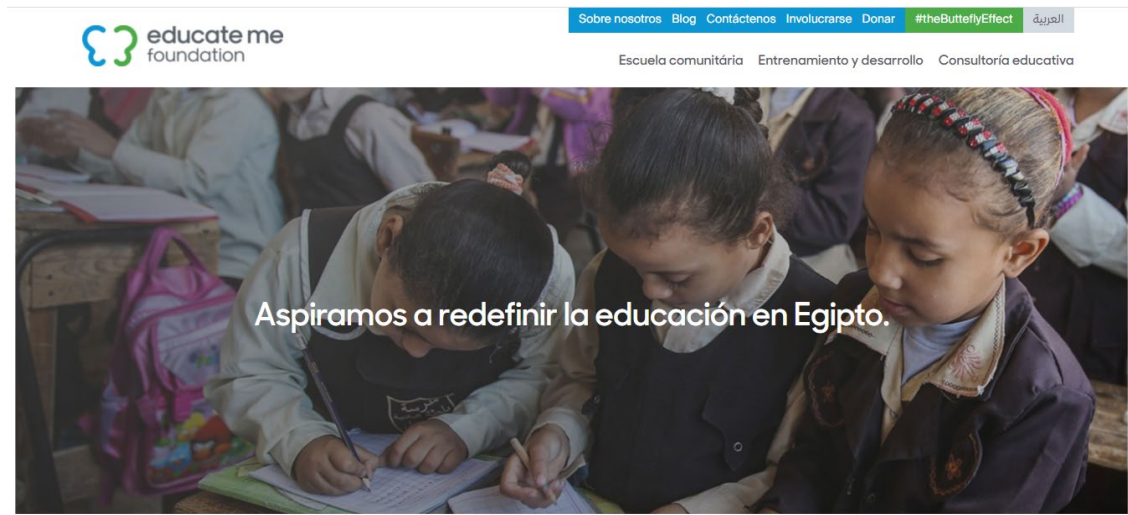 educate me
foundation
Sobre nosotros Blog Contáctenos Involucrarse Donar #theButteflyEffect العربية
Escuela comunitária Entrenamiento y desarrollo Consultoría educativa
Aspiramos a redefinir la educación en Egipto.